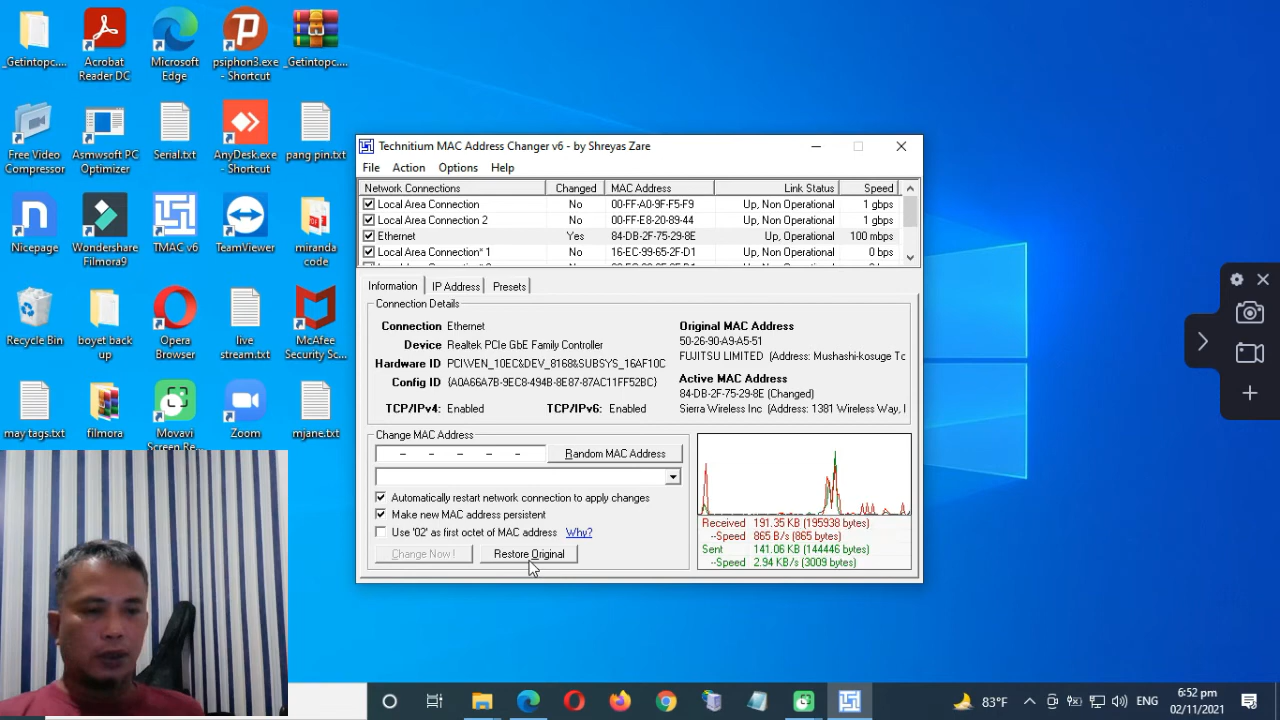 _Getintopc....
Acrobat
Reader DC
Microsoft
Edge
psiphon3.exe
- Shortcut
_Getintopc....
Free Video
Compressor
Asmwsoft PC
Optimizer
Serial.txt
AnyDesk.exe
- Shortcut
pang pin.txt
Nicepage
Wondershare
Filmora9
TMAC v6
TeamViewer
miranda
code
Recycle Bin
boyet back
up
Opera
Browser
live
stream.txt
McAfee
Security Sc...
may tags.txt
filmora
Movavi
Screen Re...
Zoom
mjane.txt
Technitium MAC Address Changer v6 - by Shreyas Zare
File Action Options Help
Network Connections Changed MAC Address Link Status Speed
Local Area Connection No 00-FF-A0-9F-F5-F9 Up, Non Operational 1 gbps
Local Area Connection 2 No 00-FF-E8-20-89-44 Up, Non Operational 1 gbps
Ethernet Yes 84-DB-2F-75-29-8E Up, Operational 100 mbps
Local Area Connection* 1 No 16-EC-99-65-2F-D1 Up, Non Operational 0 bps
Information IP Address Presets
Connection Details
Connection Ethernet
Device Realtek PCIe GbE Family Controller
Hardware ID PCI\VEN_10EC&DEV_8168&SUBSYS_16AF10C
Config ID {A0A66A7B-9EC8-494B-8E87-87AC11FF52BC}
TCP/IPv4: Enabled TCP/IPv6: Enabled
Original MAC Address
50-26-90-A9-A5-51
FUJITSU LIMITED (Address: Mushashi-kosuge Tc
Active MAC Address
84-DB-2F-75-29-8E (Changed)
Sierra Wireless Inc (Address: 1381 Wireless Way,
Change MAC Address
- - - - - Random MAC Address
Automatically restart network connection to apply changes
Make new MAC address persistent
Use '02' as first octet of MAC address Why?
Change Now ! Restore Original
Received 191.35 KB (195938 bytes)
--Speed 865 B/s (865 bytes)
Sent 141.06 KB (144446 bytes)
--Speed 2.94 KB/s (3009 bytes)
83°F
ENG
6:52 pm
02/11/2021